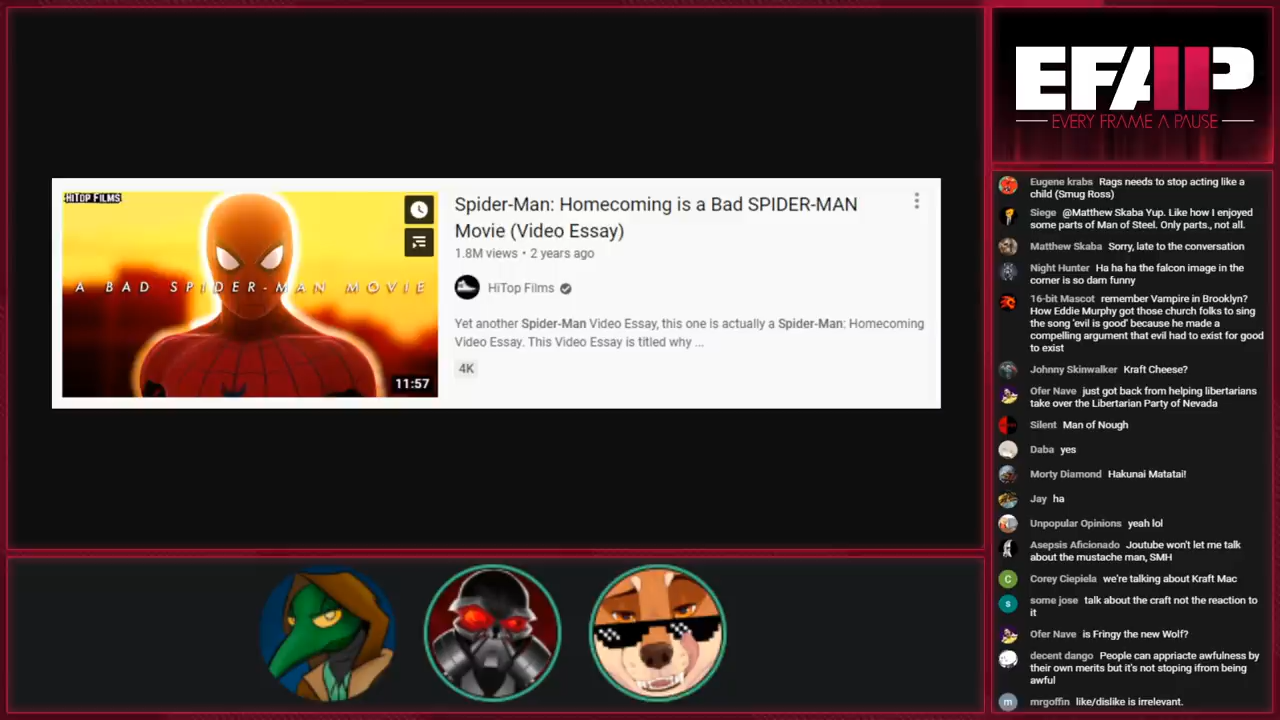 HITOP FILMS
A BAD SPIDER-MAN MOVIE
11:57
Spider-Man: Homecoming is a Bad SPIDER-MAN
Movie (Video Essay)
1.8M views • 2 years ago
HiTop Films
Yet another Spider-Man Video Essay, this one is actually a Spider-Man: Homecoming
Video Essay. This Video Essay is titled why ...
4K
EFAP
EVERY FRAME A PAUSE
Eugene krabs Rags needs to stop acting like a
child (Smug Ross)
Siege @Matthew Skaba Yup. Like how I enjoyed
some parts of Man of Steel. Only parts., not all.
Matthew Skaba Sorry, late to the conversation
Night Hunter Ha ha ha the falcon image in the
corner is so darn funny
16-bit Mascot remember Vampire in Brooklyn?
How Eddie Murphy got those church folks to sing
the song 'evil is good' because he made a
compelling argument that evil had to exist for good
to exist
Johnny Skinwalker Kraft Cheese?
Ofer Nave just got back from helping libertarians
take over the Libertarian Party of Nevada
Silent Man of Nough
Daba yes
Morty Diamond Hakunai Matatai!
Jay ha
Unpopular Opinions yeah lol
Asepsis Aficionado Joutube won't let me talk
about the mustache man, SMH
C
Corey Ciepiela we're talking about Kraft Mac
s
some jose talk about the craft not the reaction to
it
Ofer Nave is Fringy the new Wolf?
decent dango People can appriacte awfulness by
their own merits but it's not stoping ifrom being
awful
m
mrgoffin like/dislike is irrelevant.